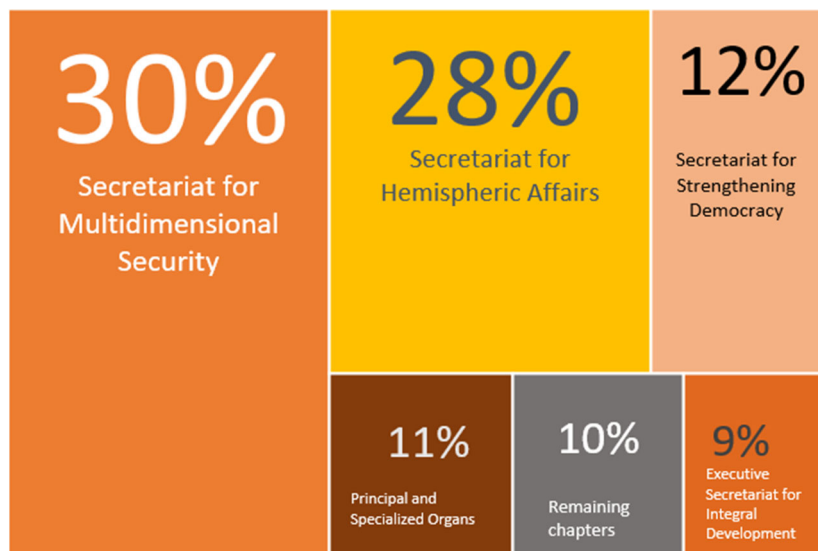 30%
Secretariat for
Multidimensional
Security
28%
Secretariat for
Hemispheric Affairs
12%
Secretariat for
Strengthening
Democracy
11%
Principal and
Specialized Organs
10%
Remaining
chapters
9%
Executive
Secretariat for
Integral
Development